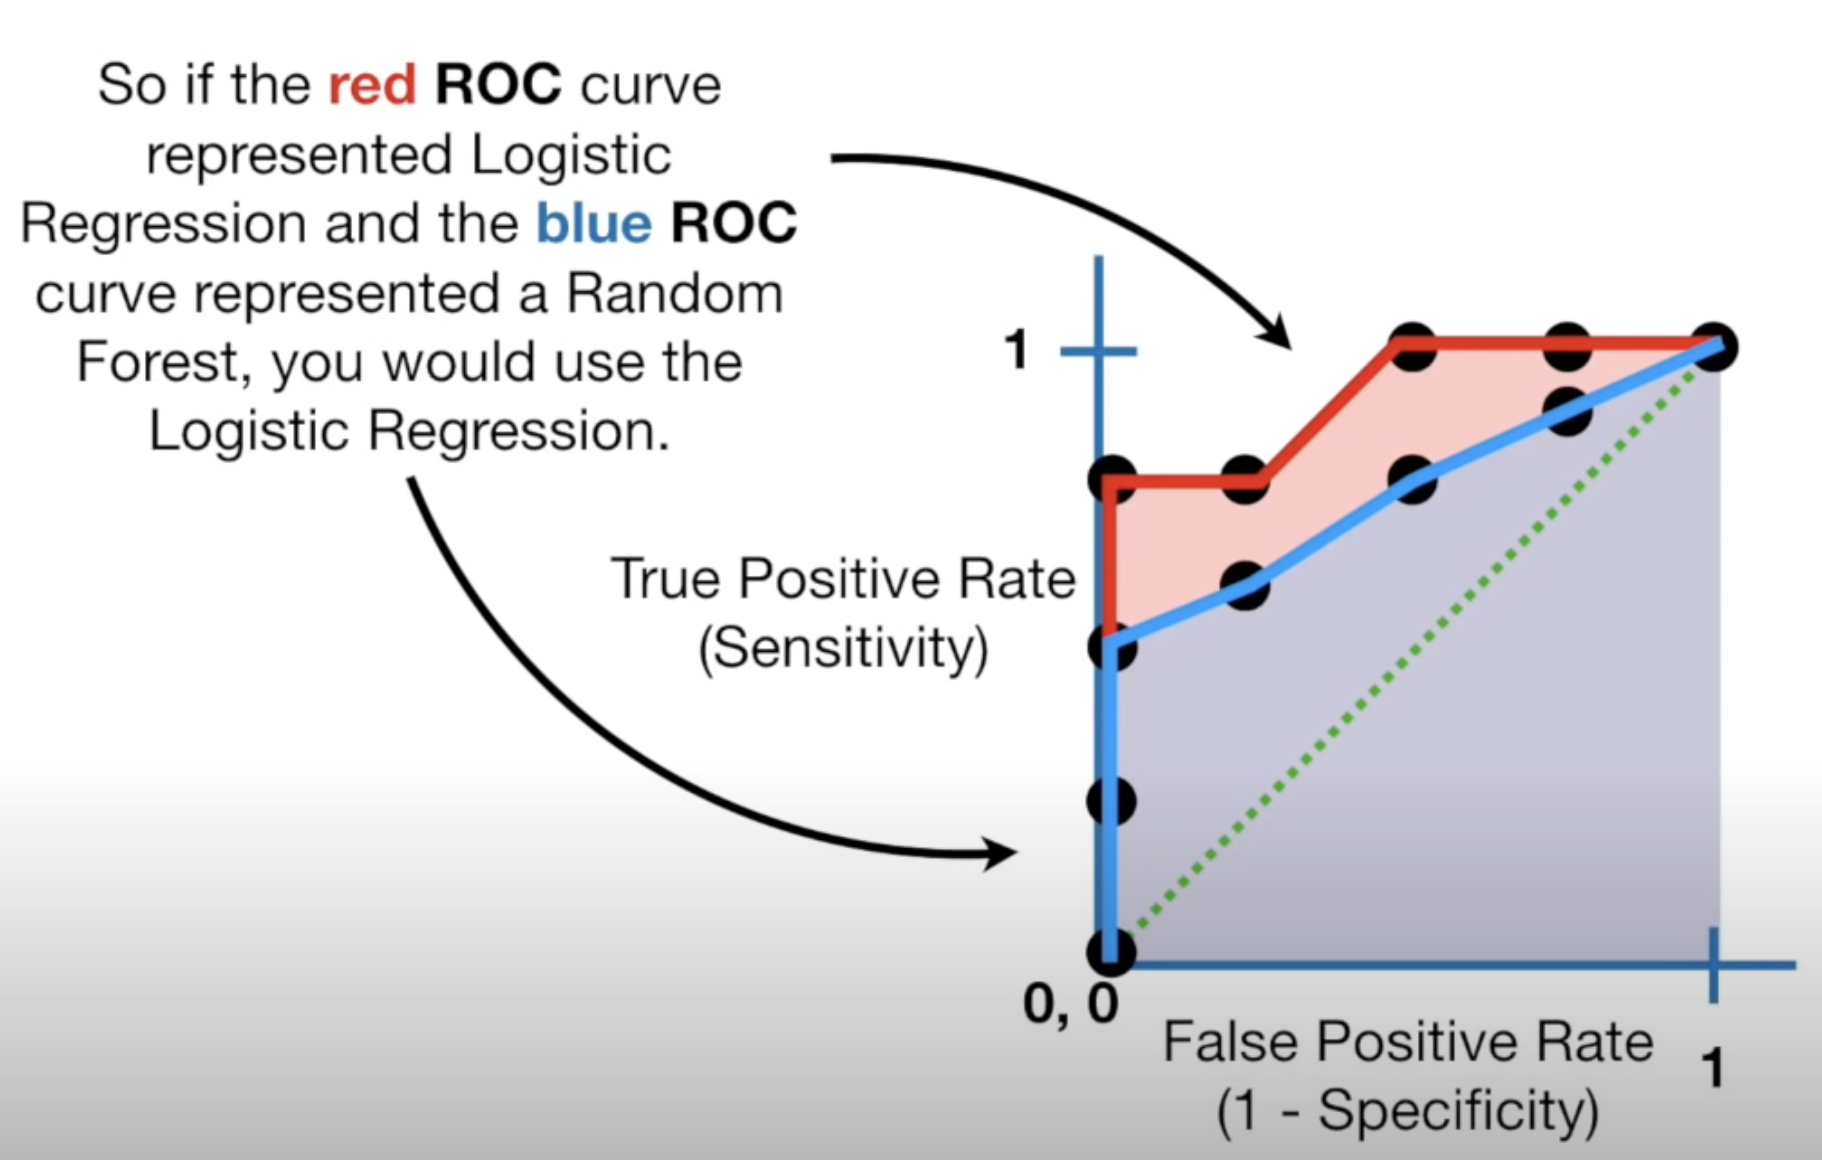 So if the red ROC curve
represented Logistic
Regression and the blue ROC
curve represented a Random
Forest, you would use the
Logistic Regression.
1
True Positive Rate
(Sensitivity)
0, 0
False Positive Rate
1
(1 - Specificity)